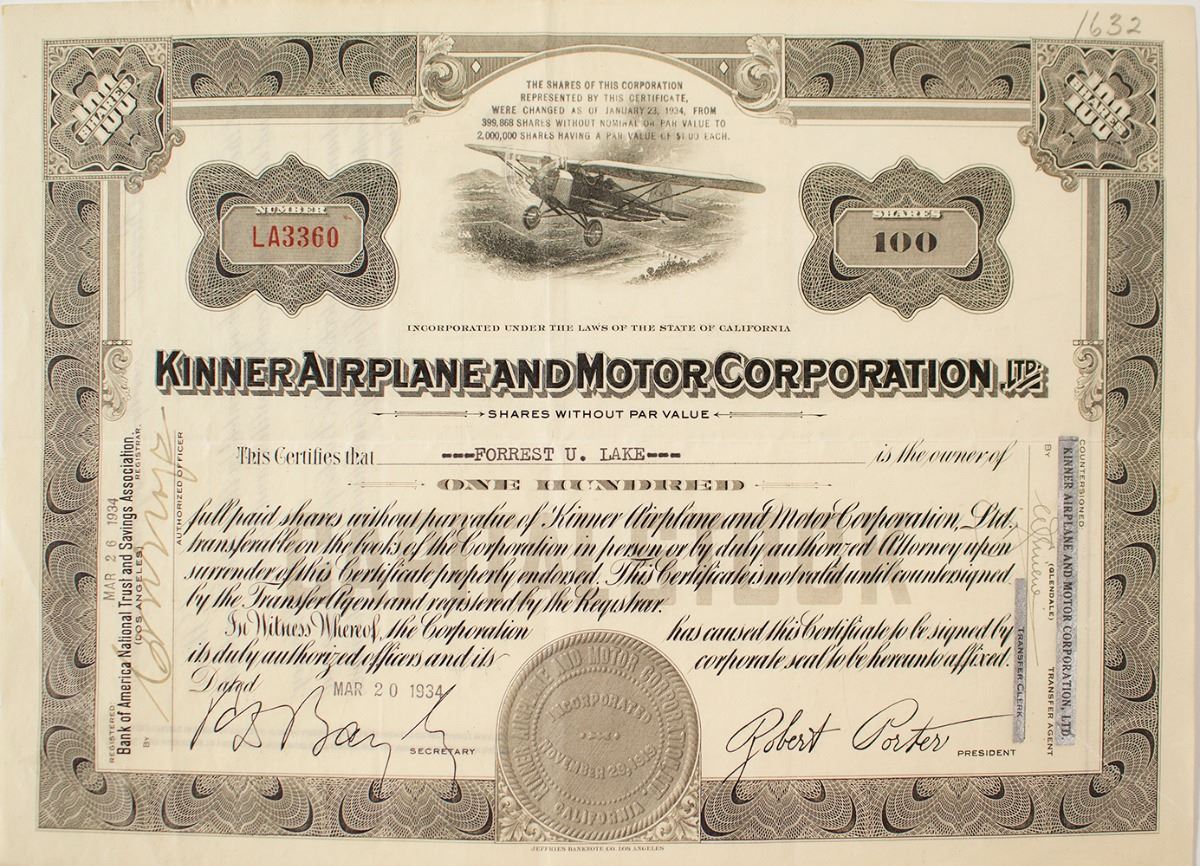 1632
100
SHARES
100
100
SHARES
100
THE SHARES OF THIS CORPORATION
REPRESENTED BY THIS CERTIFICATE,
WERE CHANGED AS OF JANUARY 23, 1934, FROM
399,868 SHARES WITHOUT NOMINAL OR PAR VALUE TO
2,000,000 SHARES HAVING A PAR VALUE OF $1.00 EACH.
NUMBER
LA3360
SHARES
100
INCORPORATED UNDER THE LAWS OF THE STATE OF CALIFORNIA
KINNER AIRPLANE AND MOTOR CORPORATION, LTD.
SHARES WITHOUT PAR VALUE
This Certifies that ---FORREST U. LAKE--- is the owner of
ONE HUNDRED
full paid shares without par value of Kinner Airplane and Motor Corporation, Ltd.,
transferable on the books of the Corporation in person or by duly authorized Attorney upon
surrender of this Certificate properly endorsed. This Certificate is not valid until countersigned
by the Transfer Agent and registered by the Registrar.
In Witness Whereof, the Corporation has caused this Certificate to be signed by
its duly authorized officers and its corporate seal to be hereunto affixed.
Dated MAR 20 1934
SECRETARY
Robert Porter
PRESIDENT
KINNER AIRPLANE AND MOTOR CORPORATION, LTD.
INCORPORATED
NOVEMBER 29, 1919
CALIFORNIA
REGISTERED MAR 26 1934
Bank of America National Trust and Savings Association,
(LOS ANGELES) REGISTRAR,
BY AUTHORIZED OFFICER
COUNTERSIGNED
KINNER AIRPLANE AND MOTOR CORPORATION, LTD.
(GLENDALE) TRANSFER AGENT
BY TRANSFER CLERK
JEFFRIES BANKNOTE CO. LOS ANGELES